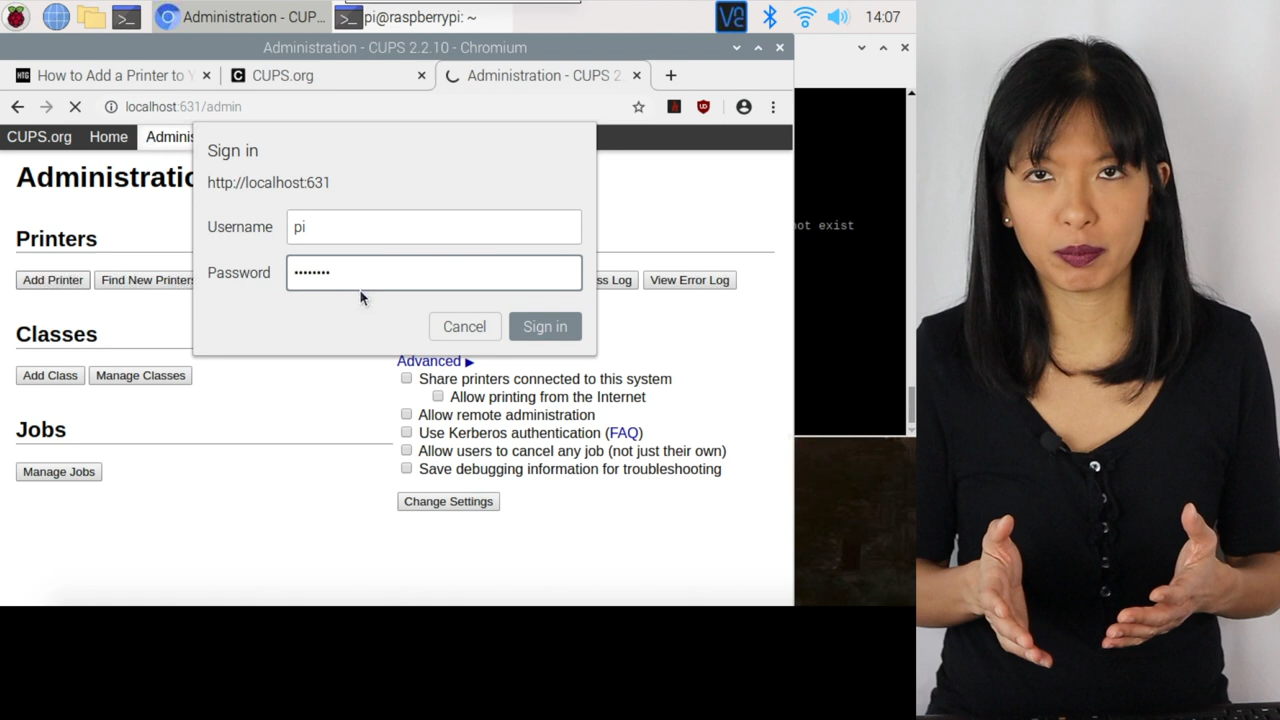 Administration - CUP...
pi@raspberrypi: ~
14:07
Administration - CUPS 2.2.10 - Chromium
How to Add a Printer to Y
CUPS.org
Administration - CUPS 2
localhost:631/admin
CUPS.org
Home
Adminis
Sign in
http://localhost:631
Username
pi
Password
••••••••
Cancel
Sign in
Administratio
Printers
Add Printer
Find New Printers
ss Log
View Error Log
Classes
Add Class
Manage Classes
Jobs
Manage Jobs
Advanced ▶
Share printers connected to this system
Allow printing from the Internet
Allow remote administration
Use Kerberos authentication (FAQ)
Allow users to cancel any job (not just their own)
Save debugging information for troubleshooting
Change Settings
ot exist